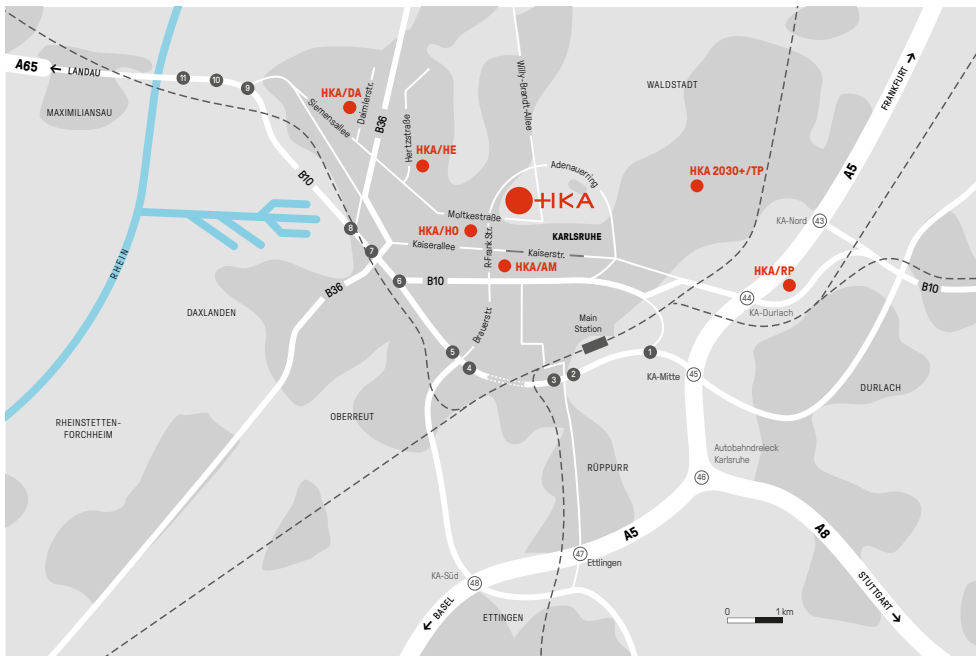 A65
← LANDAU
MAXIMILIANSAU
11
10
9
HKA/DA
Siemensallee
Daimlerstr.
B36
Hertzstraße
HKA/HE
Willy-Brandt-Allee
WALDSTADT
FRANKFURT →
A5
Adenauerring
HKA 2030+/TP
B10
+HKA
Moltkestraße
HKA/HO
KARLSRUHE
Kaiserallee
R-Frank Str.
Kaiserstr.
HKA/AM
KA-Nord
43
HKA/RP
B10
44
KA-Durlach
RHEIN
8
7
6
B10
B36
DAXLANDEN
Brauerstr.
Main
Station
5
4
3
2
1
KA-Mitte
45
DURLACH
RHEINSTETTEN-
FORCHHEIM
OBERREUT
RÜPPURR
Autobahndreieck
Karlsruhe
46
A5
A8
47
Ettlingen
KA-Süd
48
← BASEL
ETTINGEN
STUTTGART →
0
1 km